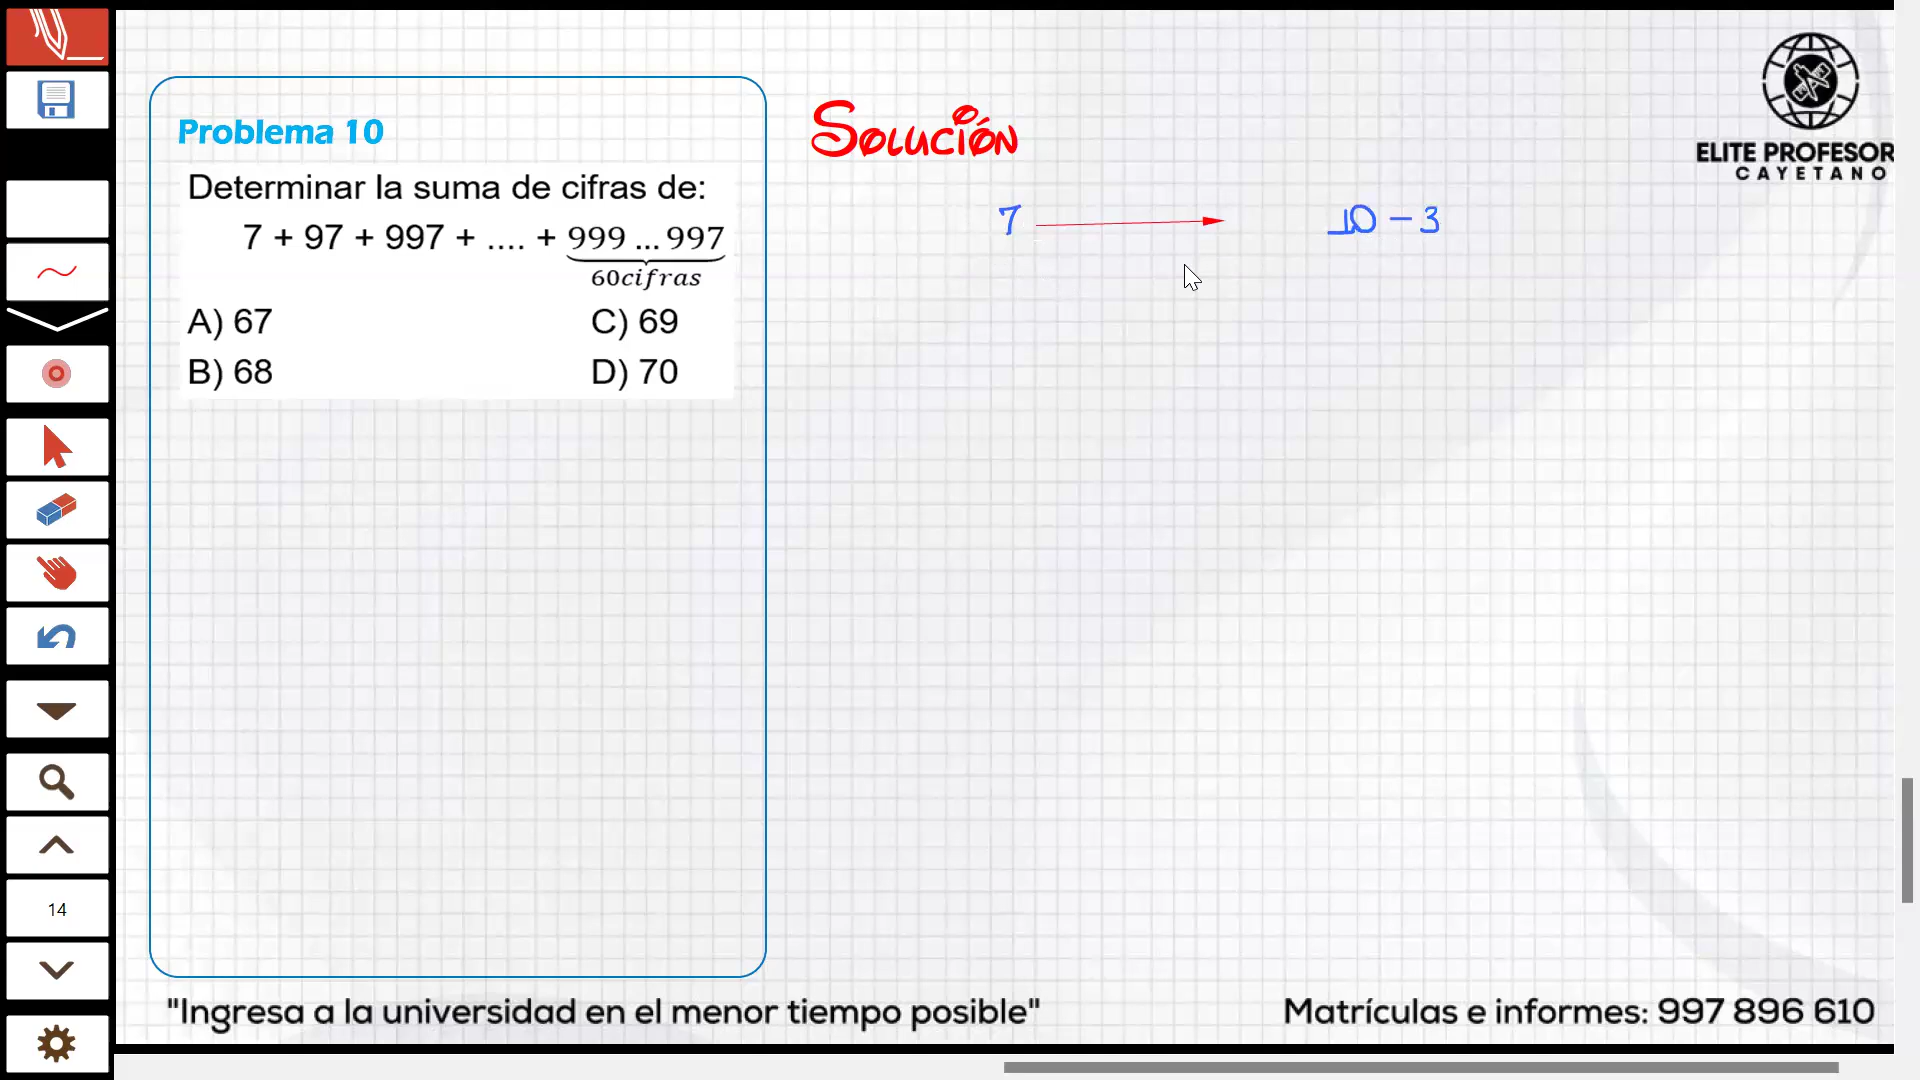 Problema 10
Determinar la suma de cifras de:
7 + 97 + 997 + .... + 999 ... 997
60cifras
A) 67
C) 69
B) 68
D) 70
Solución
7
10 - 3
ELITE PROFESOR
CAYETANO
14
"Ingresa a la universidad en el menor tiempo posible"
Matrículas e informes: 997 896 610